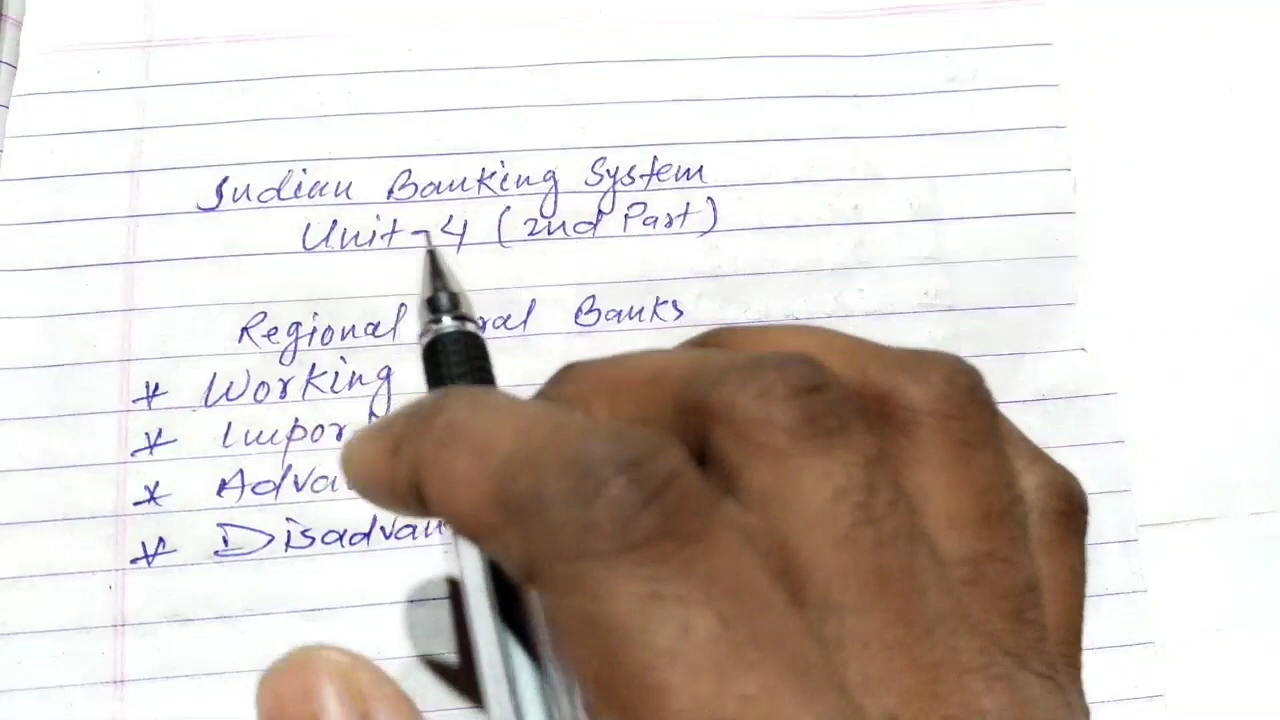 Indian Banking System
Unit-4 (2nd Part)
Regional Banks
* Working
* Impor
* Adva
* Disadvan